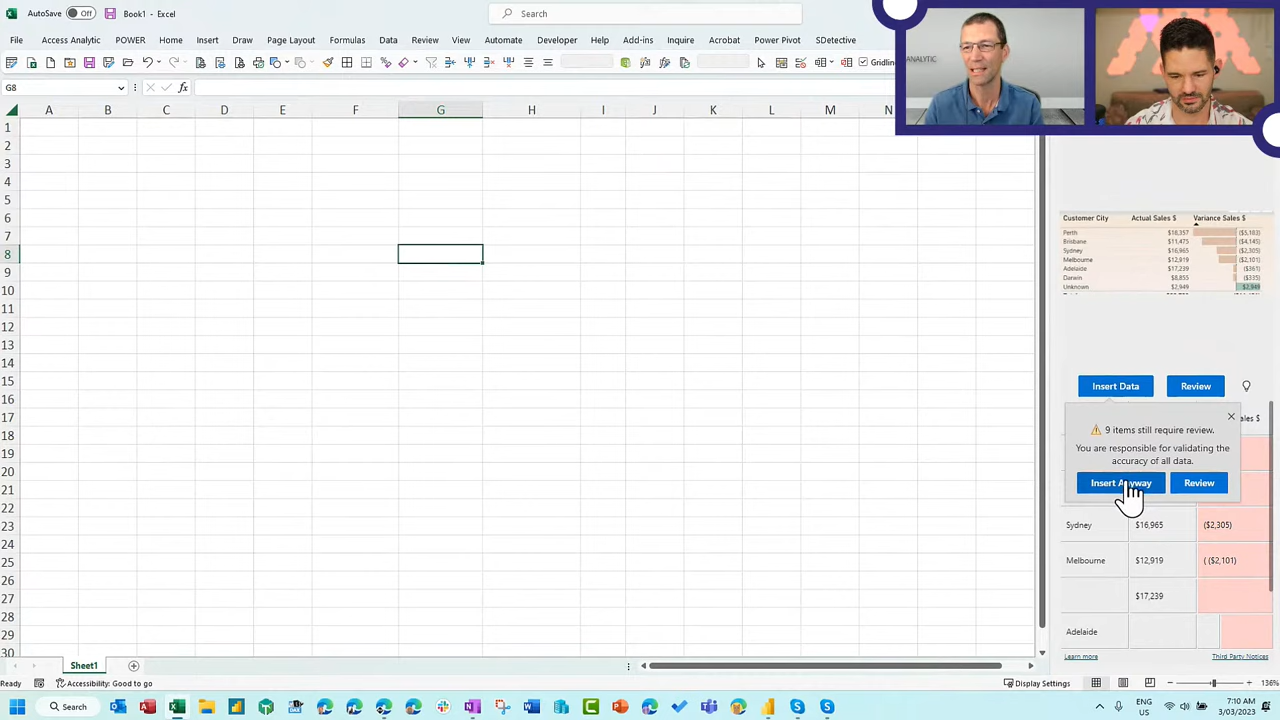 AutoSave Off Book1 - Excel Search
File Access Analytic POWER Home Insert Draw Formulas Data Review View Developer Help Add-ins Inquire Acrobat Power Pivot SDetective
Gridlin
ANALYTIC
G8
A B C D E F G H I J K L M N
1
2
3
4
5
6
7
8
9
10
11
12
13
14
15
16
17
18
19
20
21
22
23
24
25
26
27
28
29
30
Customer City Actual Sales $ Variance Sales $
Perth $16,357 ($5,183)
Brisbane $11,475 ($4,145)
Sydney $16,965 ($2,305)
Melbourne $12,919 ($2,101)
Adelaide $17,239 ($361)
Darwin $8,855 ($335)
Unknown $2,949 $2,949
Insert Data Review
ales $
9 items still require review.
You are responsible for validating the
accuracy of all data.
Insert Anyway Review
Sydney $16,965 ($2,305)
Melbourne $12,919 ( ($2,101)
$17,239
Adelaide
Learn more Third Party Notices
Sheet1
Ready Accessibility: Good to go Display Settings 136%
Search ENG
US 7:10 AM
3/03/2023